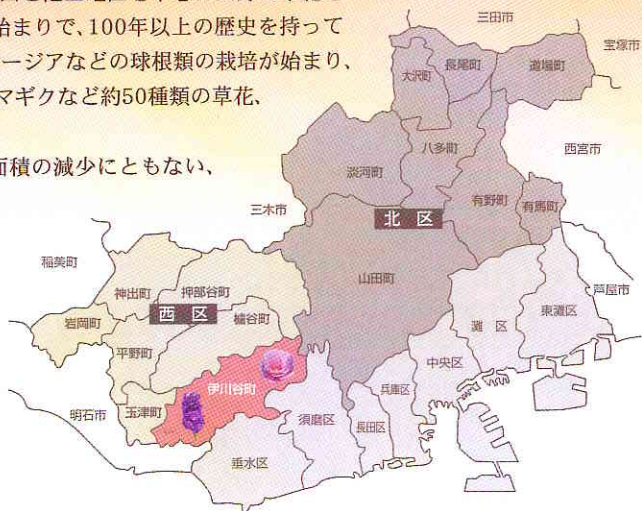 始まりで、100年以上の歴史を持って
ージアなどの球根類の栽培が始まり、
マギクなど約50種類の草花、
面積の減少にともない、
三田市
宝塚市
長尾町
道場町
大沢町
八多町
西宮市
淡河町
有野町
有馬町
三木市
北区
稲美町
山田町
芦屋市
神出町
押部谷町
岩岡町
西区
櫨谷町
灘区
東灘区
平野町
中央区
伊川谷町
兵庫区
明石市
玉津町
須磨区
長田区
垂水区